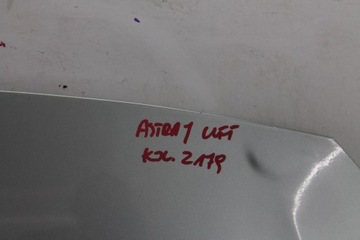 ASTRA J LIFT
KOL. Z179